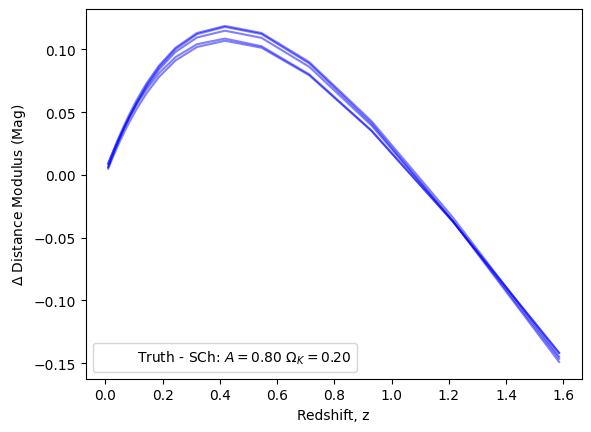 0.10
0.05
0.00
−0.05
−0.10
−0.15
Δ Distance Modulus (Mag)
Truth - SCh: A = 0.80 Ω_K = 0.20
0.0 0.2 0.4 0.6 0.8 1.0 1.2 1.4 1.6
Redshift, z